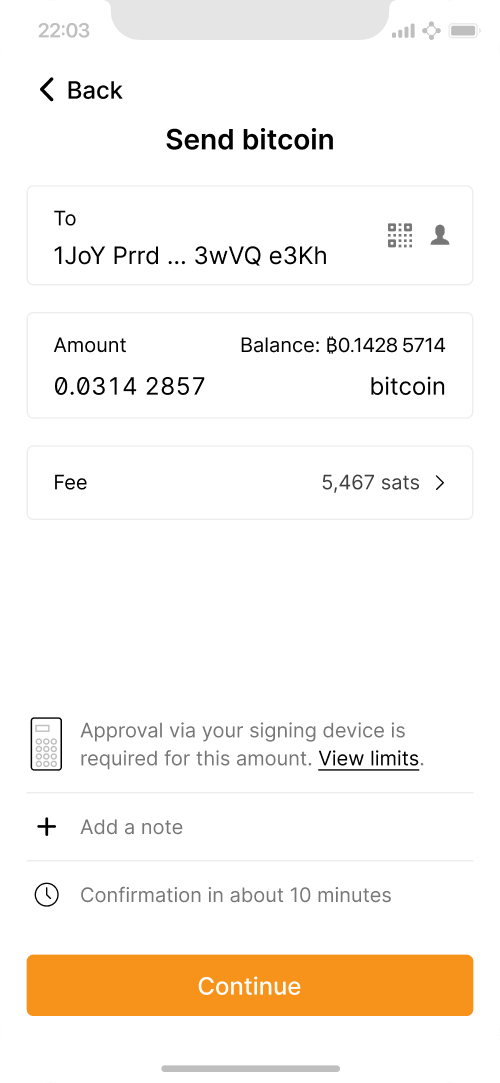 22:03
Back
Send bitcoin
To
1JoY Prrd ... 3wVQ e3Kh
Amount
Balance: ₿0.1428 5714
0.0314 2857
bitcoin
Fee
5,467 sats
Approval via your signing device is
required for this amount. View limits.
Add a note
Confirmation in about 10 minutes
Continue